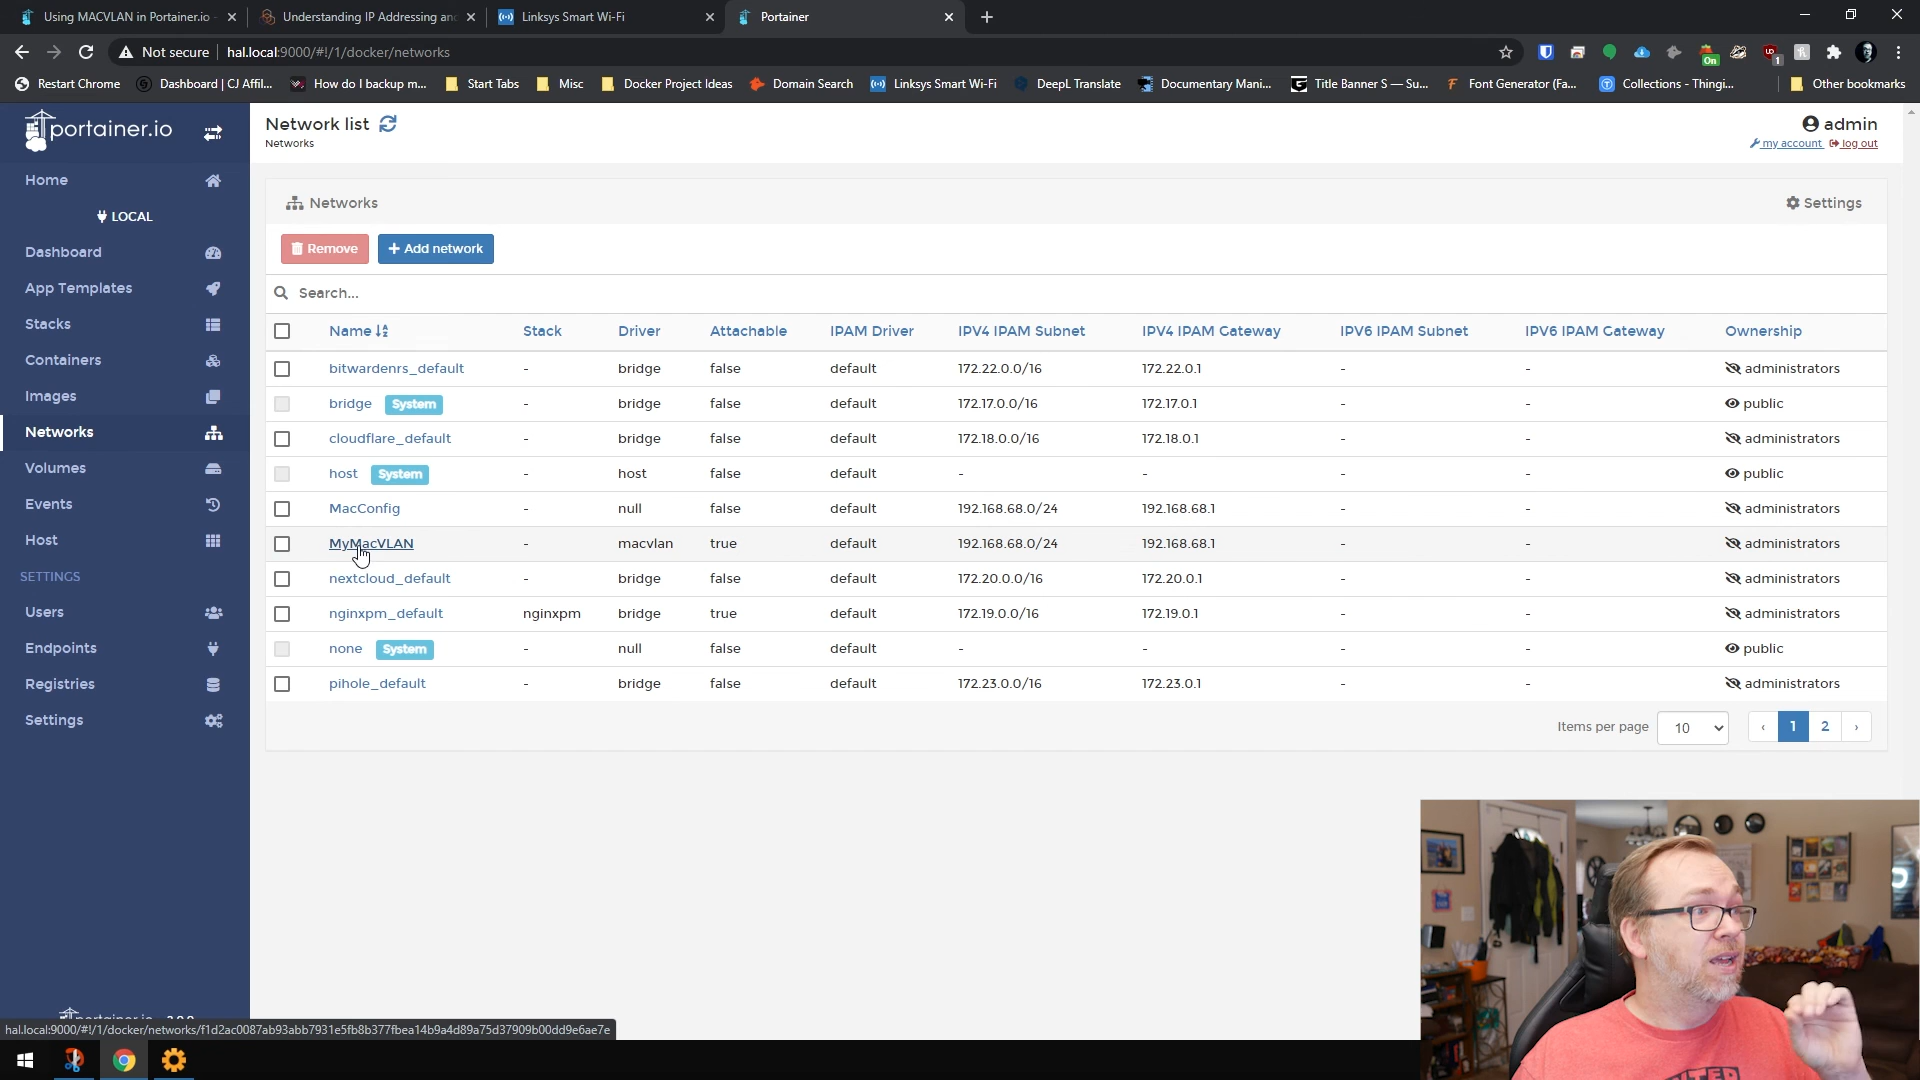 Using MACVLAN in Portainer.io
Understanding IP Addressing and
Linksys Smart Wi-Fi
Portainer
Not secure
hal.local:9000/#!/1/docker/networks
On
1
Restart Chrome
Dashboard | CJ Affil...
How do I backup m...
Start Tabs
Misc
Docker Project Ideas
Domain Search
Linksys Smart Wi-Fi
DeepL Translate
Documentary Mani...
Title Banner S — Su...
Font Generator (Fa...
Collections - Thingi...
Other bookmarks
portainer.io
Home
LOCAL
Dashboard
App Templates
Stacks
Containers
Images
Networks
Volumes
Events
Host
SETTINGS
Users
Endpoints
Registries
Settings
Network list
Networks
admin
my account
log out
Networks
Settings
Remove
+ Add network
Search...
Name Stack Driver Attachable IPAM Driver IPV4 IPAM Subnet IPV4 IPAM Gateway IPV6 IPAM Subnet IPV6 IPAM Gateway Ownership
bitwardenrs_default - bridge false default 172.22.0.0/16 172.22.0.1 - - administrators
bridge System - bridge false default 172.17.0.0/16 172.17.0.1 - - public
cloudflare_default - bridge false default 172.18.0.0/16 172.18.0.1 - - administrators
host System - host false default - - - - public
MacConfig - null false default 192.168.68.0/24 192.168.68.1 - - administrators
MyMacVLAN - macvlan true default 192.168.68.0/24 192.168.68.1 - - administrators
nextcloud_default - bridge false default 172.20.0.0/16 172.20.0.1 - - administrators
nginxpm_default nginxpm bridge true default 172.19.0.0/16 172.19.0.1 - - administrators
none System - null false default - - - - public
pihole_default - bridge false default 172.23.0.0/16 172.23.0.1 - - administrators
Items per page 10 ‹ 1 2 ›
hal.local:9000/#!/1/docker/networks/f1d2ac0087ab93abb7931e5fb8b377fbea14b9a4d89a75d37909b00dd9e6ae7e